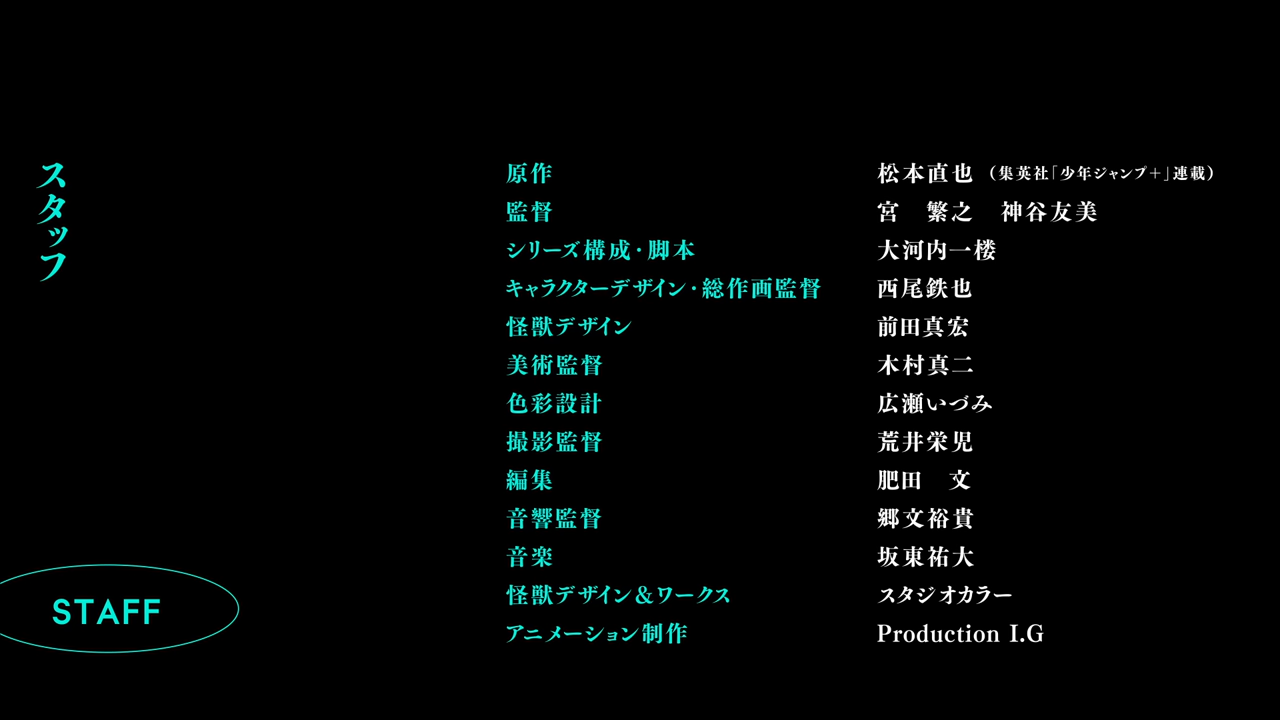 スタッフ
原作 松本直也（集英社「少年ジャンプ＋」連載）
監督 宮　繁之　神谷友美
シリーズ構成・脚本 大河内一楼
キャラクターデザイン・総作画監督 西尾鉄也
怪獣デザイン 前田真宏
美術監督 木村真二
色彩設計 広瀬いづみ
撮影監督 荒井栄児
編集 肥田　文
音響監督 郷文裕貴
音楽 坂東祐大
怪獣デザイン＆ワークス スタジオカラー
アニメーション制作 Production I.G
STAFF